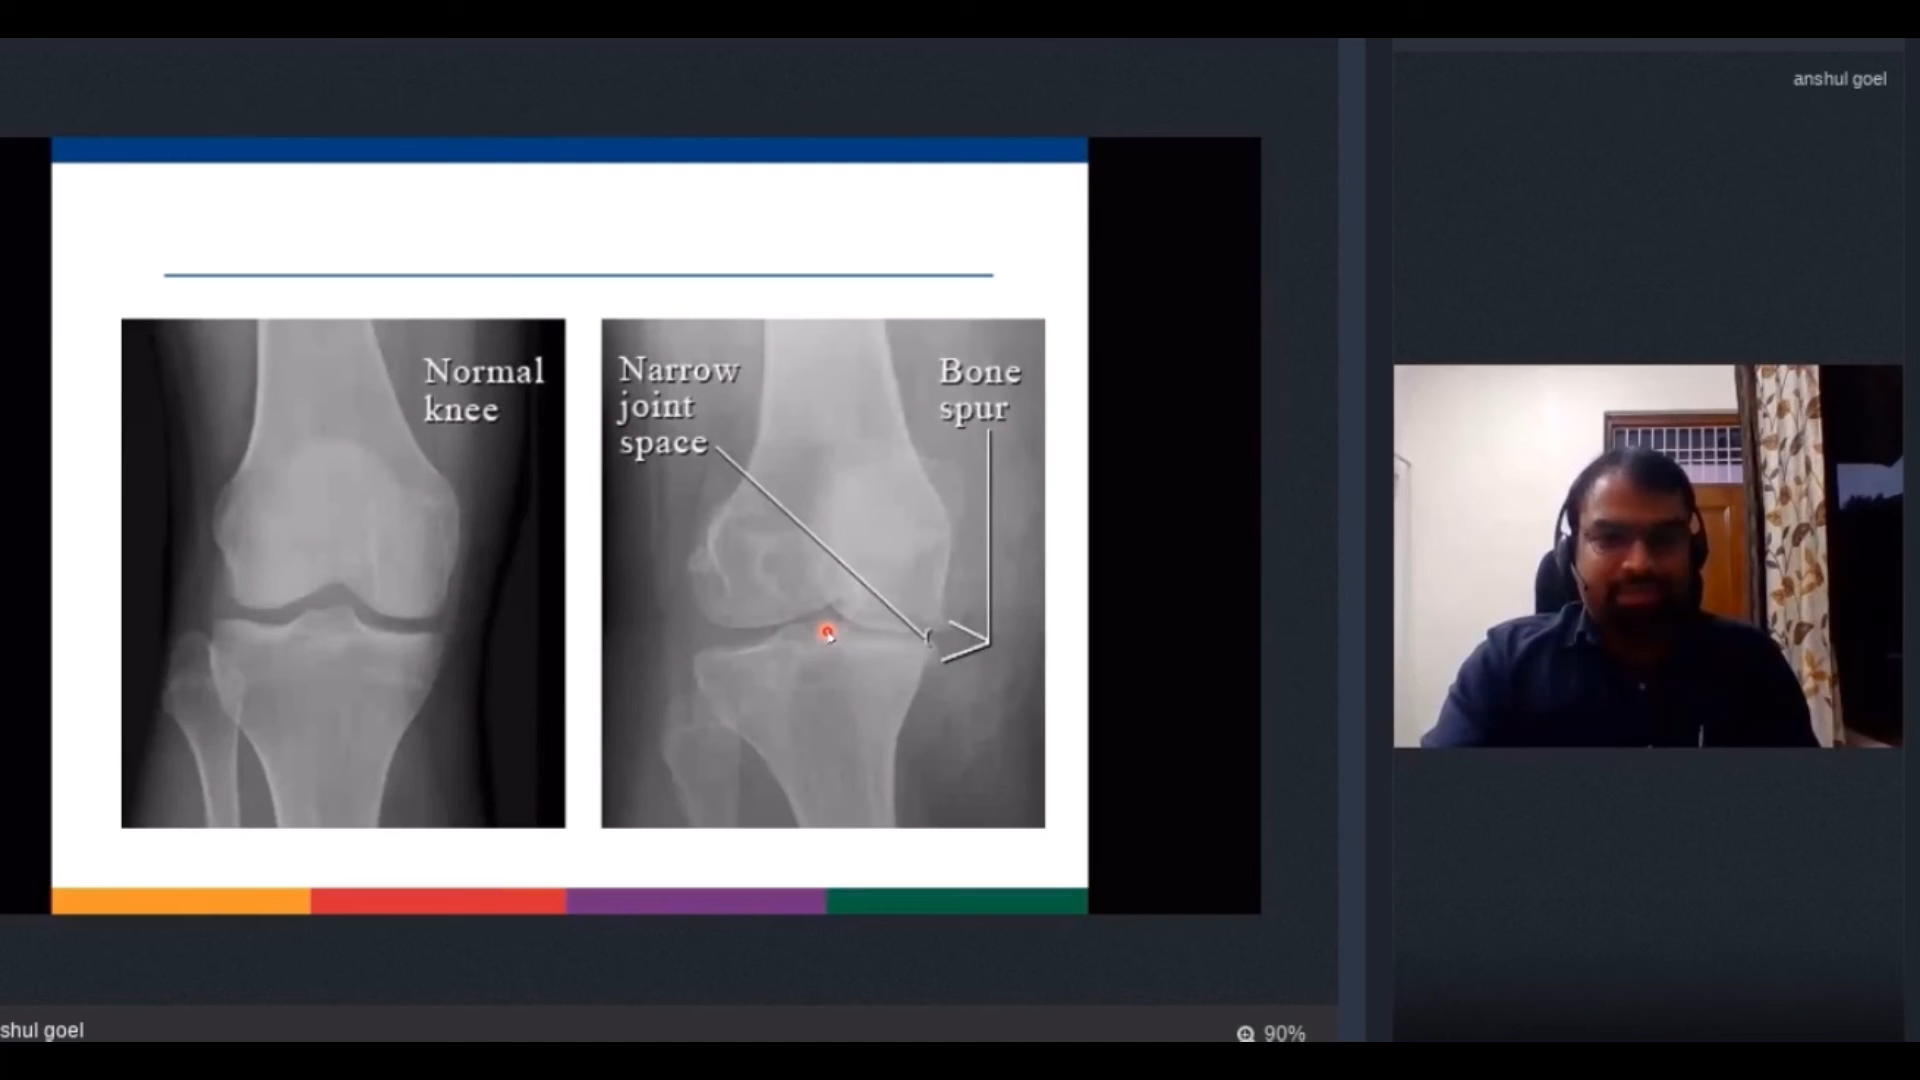 anshul goel
Normal
knee
Narrow
joint
space
Bone
spur
shul goel
90%